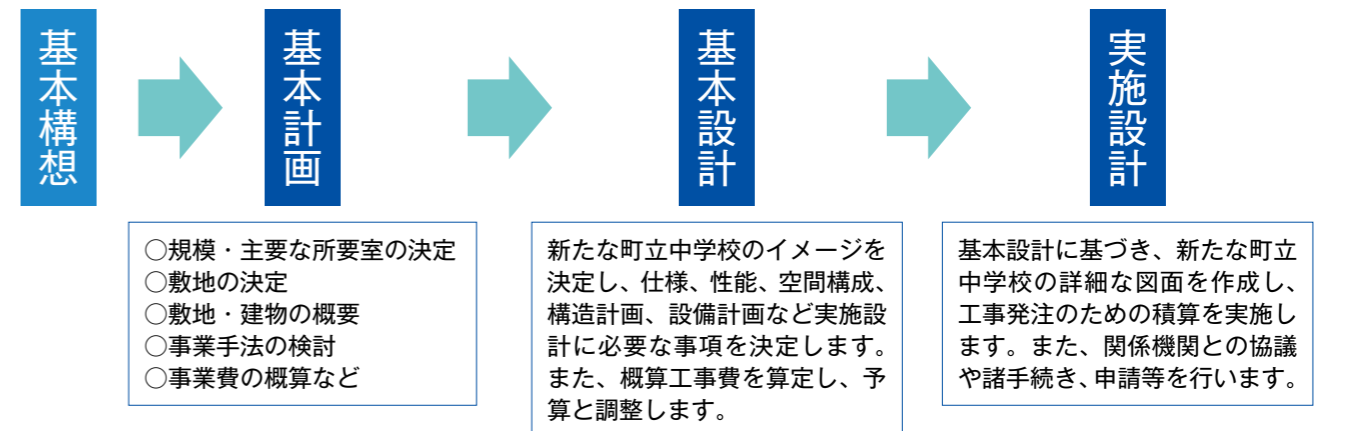 基本構想
基本計画
基本設計
実施設計
○規模・主要な所要室の決定
○敷地の決定
○敷地・建物の概要
○事業手法の検討
○事業費の概算など
新たな町立中学校のイメージを
決定し、仕様、性能、空間構成、
構造計画、設備計画など実施設
計に必要な事項を決定します。
また、概算工事費を算定し、予
算と調整します。
基本設計に基づき、新たな町立
中学校の詳細な図面を作成し、
工事発注のための積算を実施し
ます。また、関係機関との協議
や諸手続き、申請等を行います。